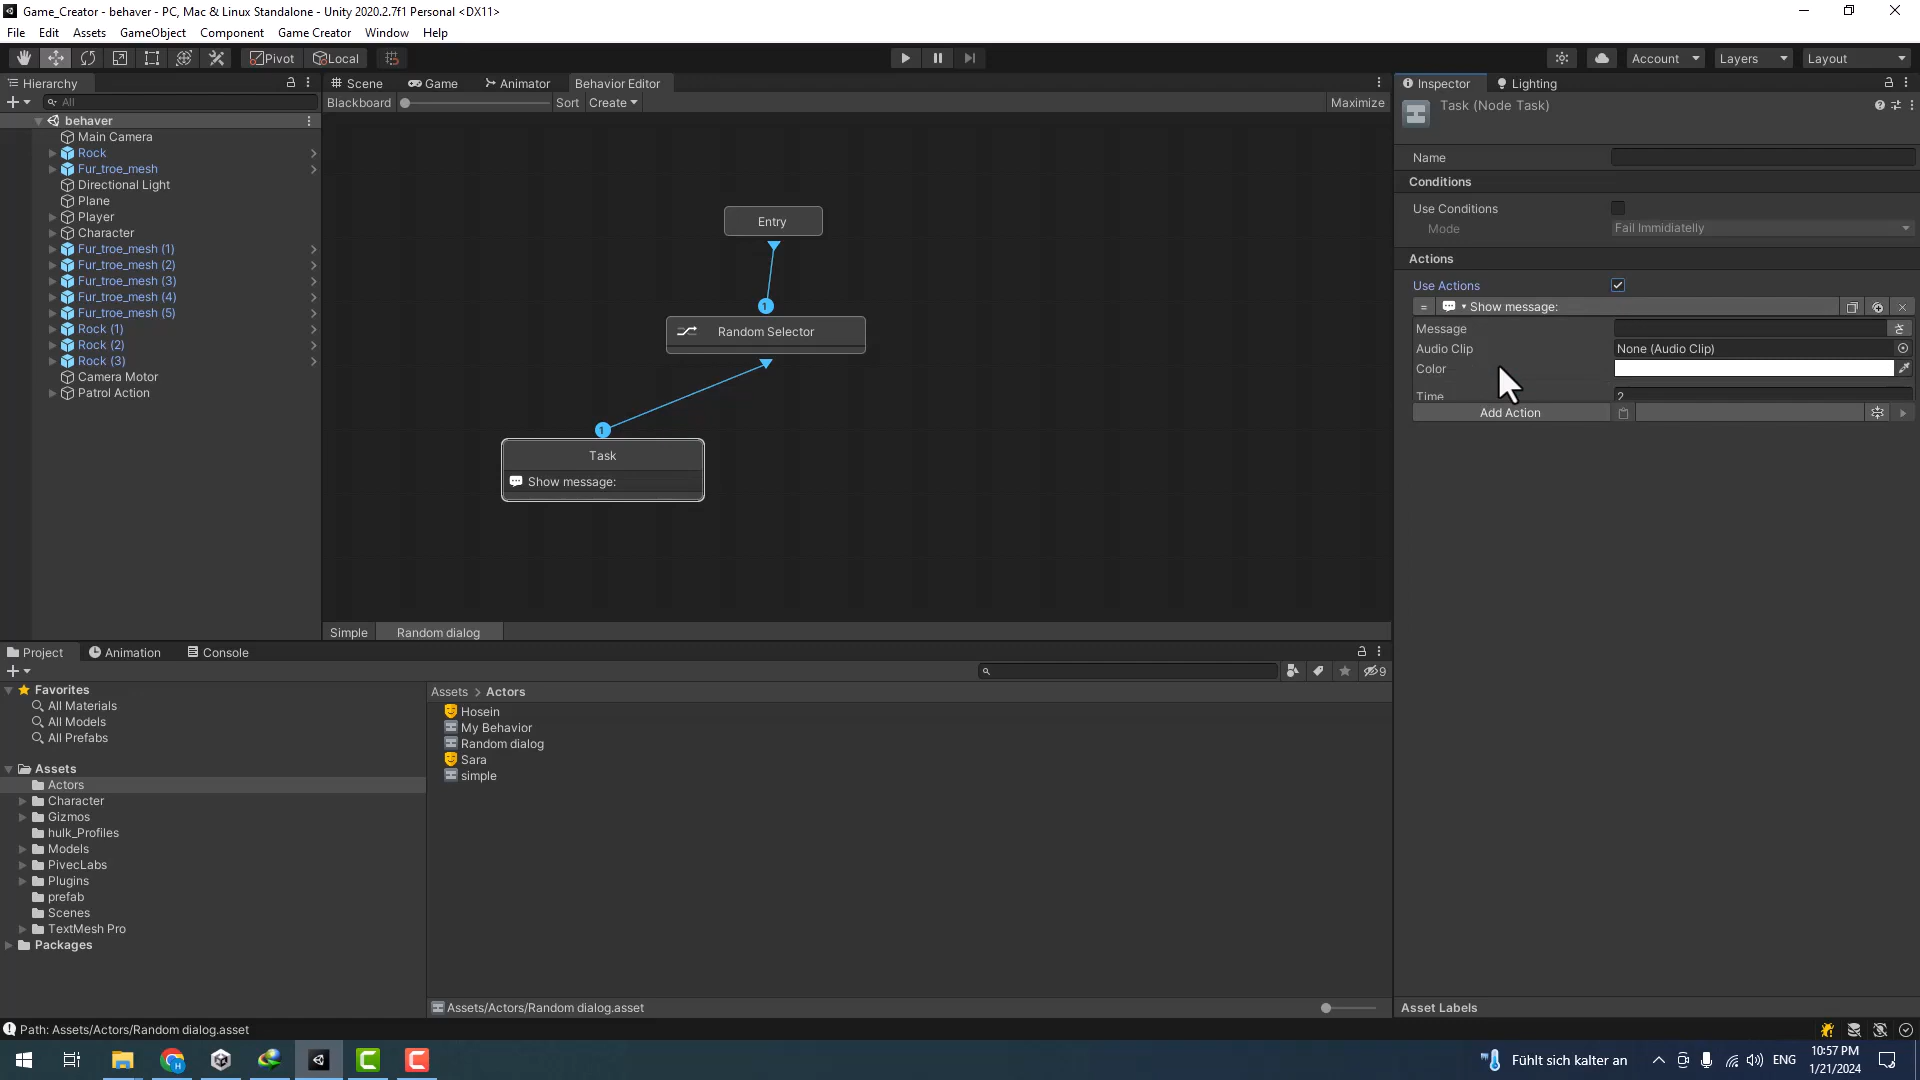 Game_Creator - behaver - PC, Mac & Linux Standalone - Unity 2020.2.7f1 Personal <DX11>
File Edit Assets GameObject Component Game Creator Window Help
Pivot Local Account Layers Layout
Hierarchy Scene Game Animator Behavior Editor Inspector Lighting
All Blackboard Sort Create Maximize
Task (Node Task)
behaver
Main Camera
Rock
Fur_troe_mesh
Directional Light
Plane
Player
Character
Fur_troe_mesh (1)
Fur_troe_mesh (2)
Fur_troe_mesh (3)
Fur_troe_mesh (4)
Fur_troe_mesh (5)
Rock (1)
Rock (2)
Rock (3)
Camera Motor
Patrol Action
Entry
1
Random Selector
1
Task
Show message:
Simple Random dialog
Name
Conditions
Use Conditions
Mode Fail Immidiatelly
Actions
Use Actions
Show message:
Message
Audio Clip None (Audio Clip)
Color
Time 2
Add Action
Project Animation Console
9
Favorites
All Materials
All Models
All Prefabs
Assets
Actors
Character
Gizmos
hulk_Profiles
Models
PivecLabs
Plugins
prefab
Scenes
TextMesh Pro
Packages
Assets > Actors
Hosein
My Behavior
Random dialog
Sara
simple
Assets/Actors/Random dialog.asset
Asset Labels
Path: Assets/Actors/Random dialog.asset
Fühlt sich kalter an ENG 10:57 PM
1/21/2024